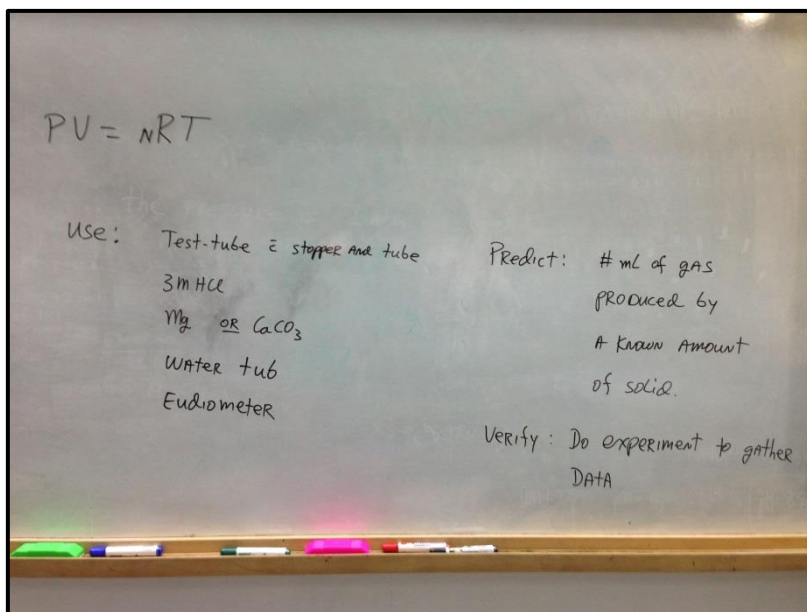 PV = nRT
Use:
Test-tube c̄ stopper and tube
3M HCl
Mg OR CaCO₃
Water tub
Eudiometer
Predict: # mL of gas
produced by
a known amount
of solid.
Verify: Do experiment to gather
Data